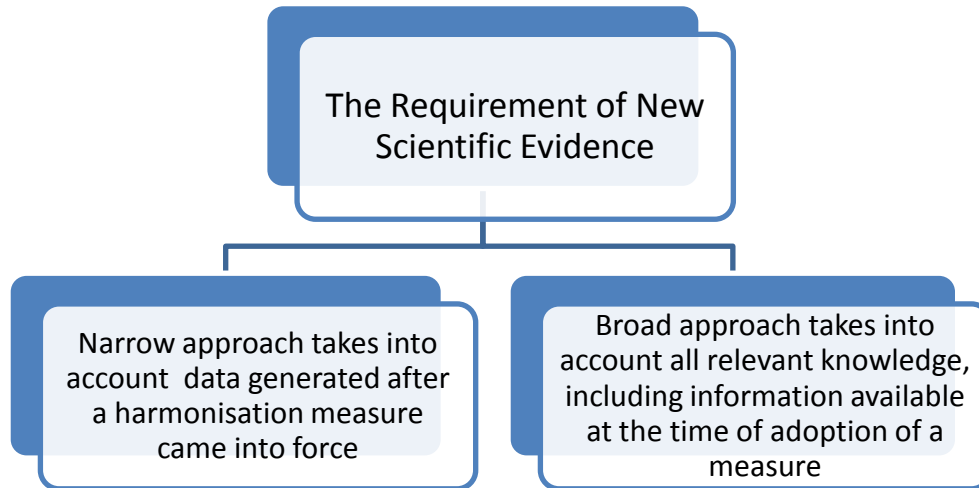 The Requirement of New
Scientific Evidence
Narrow approach takes into
account  data generated after
a harmonisation measure
came into force
Broad approach takes into
account all relevant knowledge,
including information available
at the time of adoption of a
measure